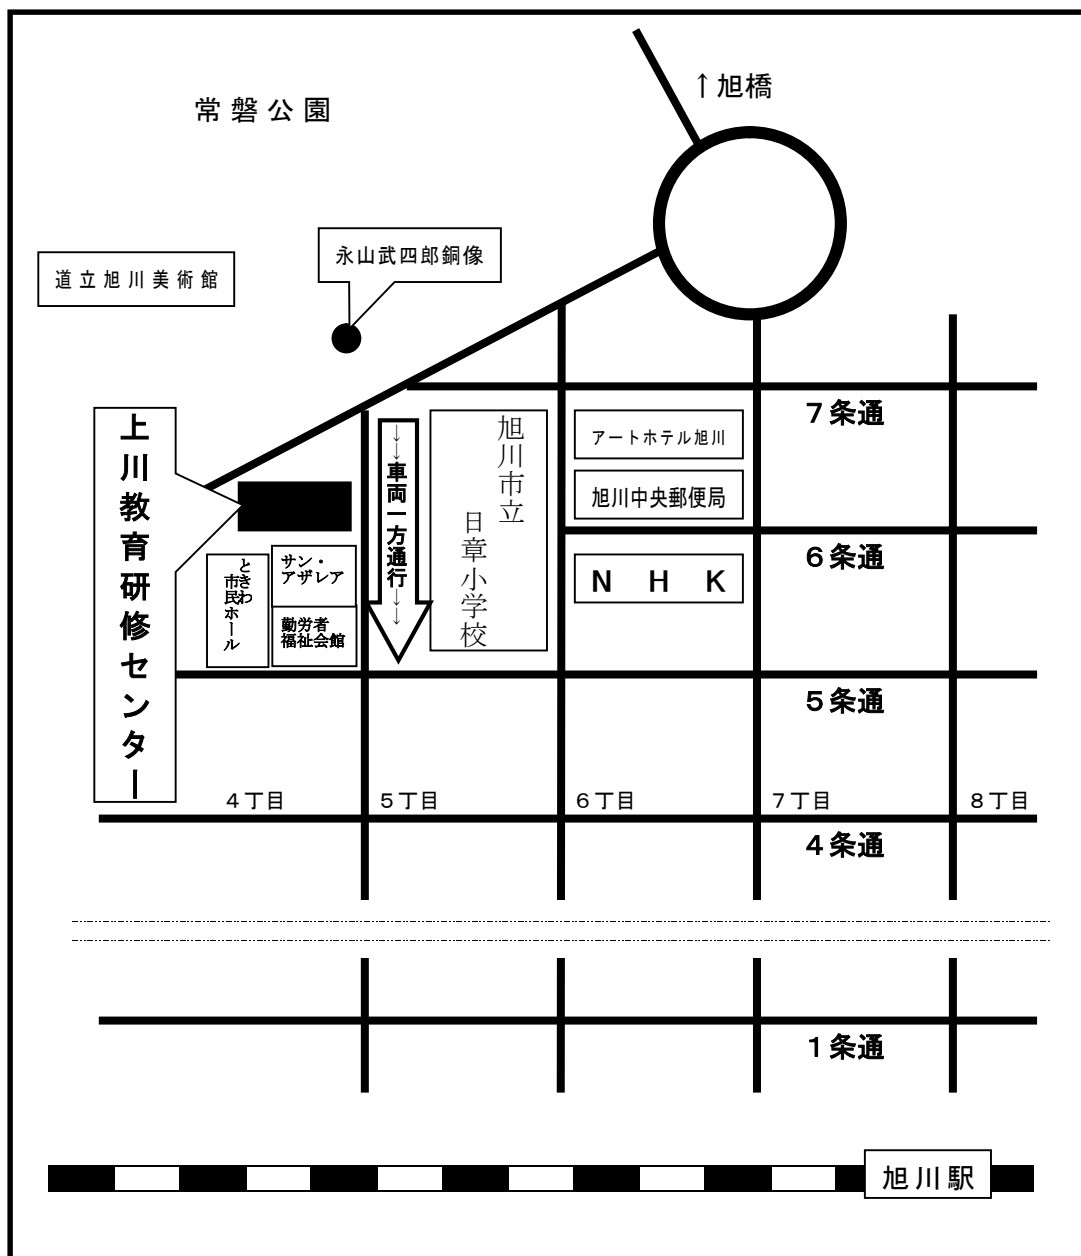 ↑旭橋
常磐公園
永山武四郎銅像
道立旭川美術館
7条通
上川教育研修センター
↓↓車両一方通行↓↓
旭川市立
日章小学校
アートホテル旭川
旭川中央郵便局
6条通
ときわ
市民ホール
サン・
アザレア
勤労者
福祉会館
NHK
5条通
4丁目
5丁目
6丁目
7丁目
8丁目
4条通
1条通
旭川駅